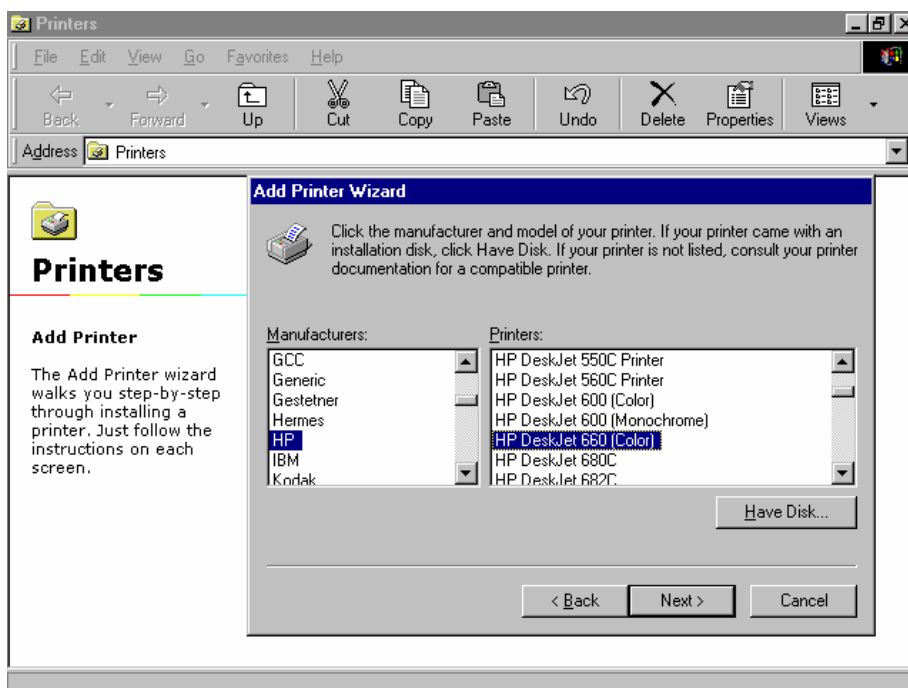 Printers
File Edit View Go Favorites Help
Back Forward Up Cut Copy Paste Undo Delete Properties Views
Address Printers
Printers
Add Printer
The Add Printer wizard
walks you step-by-step
through installing a
printer. Just follow the
instructions on each
screen.
Add Printer Wizard
Click the manufacturer and model of your printer. If your printer came with an
installation disk, click Have Disk. If your printer is not listed, consult your printer
documentation for a compatible printer.
Manufacturers:
GCC
Generic
Gestetner
Hermes
HP
IBM
Kodak
Printers:
HP DeskJet 550C Printer
HP DeskJet 560C Printer
HP DeskJet 600 (Color)
HP DeskJet 600 (Monochrome)
HP DeskJet 660 (Color)
HP DeskJet 680C
HP DeskJet 682C
Have Disk...
< Back Next > Cancel